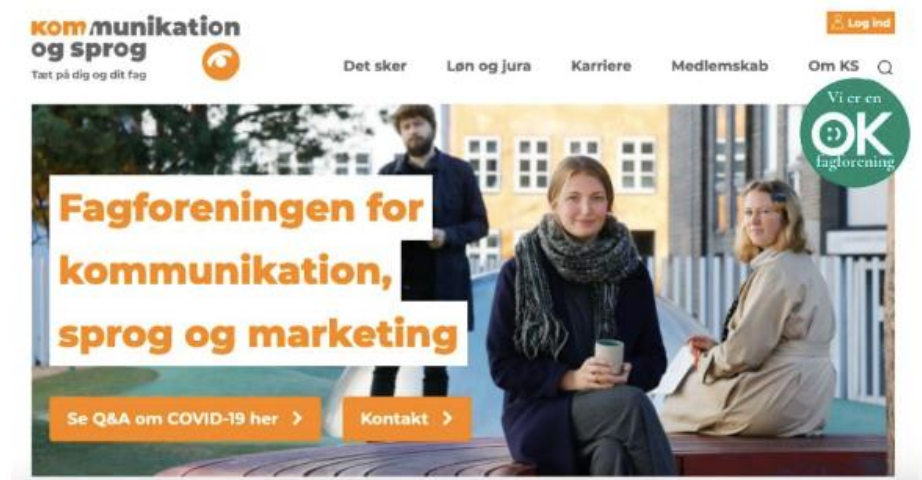 kommunikation
og sprog
Tæt på dig og dit fag
Log ind
Det sker
Løn og jura
Karriere
Medlemskab
Om KS
Vi er en
OK
fagforening
Fagforeningen for
kommunikation,
sprog og marketing
Se Q&A om COVID-19 her
Kontakt